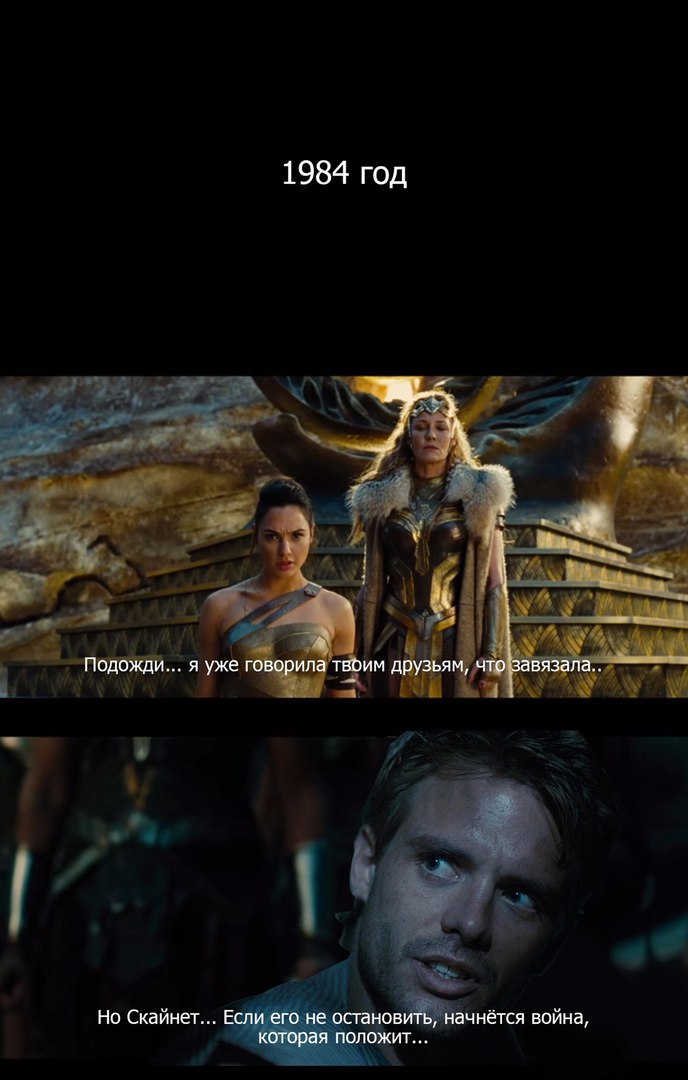 1984 год
Подожди... я уже говорила твоим друзьям, что завязала..
Но Скайнет... Если его не остановить, начнётся война,
которая положит...